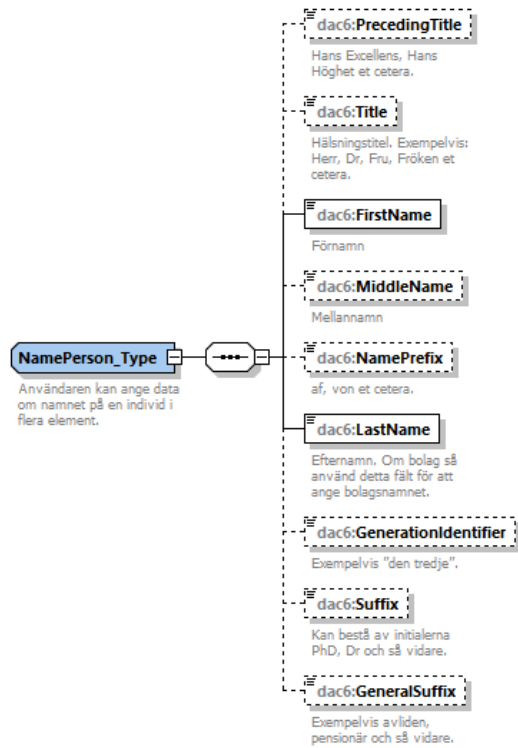 dac6:PrecedingTitle
Hans Excellens, Hans
Höghet et cetera.
dac6:Title
Hälsningstitel. Exempelvis:
Herr, Dr, Fru, Fröken et
cetera.
dac6:FirstName
Förnamn
dac6:MiddleName
Mellannamn
NamePerson_Type
Användaren kan ange data
om namnet på en individ i
flera element.
dac6:NamePrefix
af, von et cetera.
dac6:LastName
Efternamn. Om bolag så
använd detta fält för att
ange bolagsnamnet.
dac6:GenerationIdentifier
Exempelvis "den tredje".
dac6:Suffix
Kan bestå av initialerna
PhD, Dr och så vidare.
dac6:GeneralSuffix
Exempelvis avliden,
pensionär och så vidare.